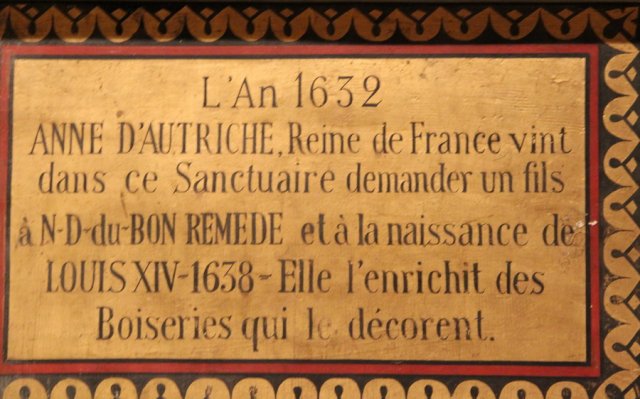 L'An 1632
ANNE D'AUTRICHE, Reine de France vint
dans ce Sanctuaire demander un fils
à N-D-du-BON REMEDE et à la naissance de
LOUIS XIV-1638-Elle l'enrichit des
Boiseries qui le décorent.